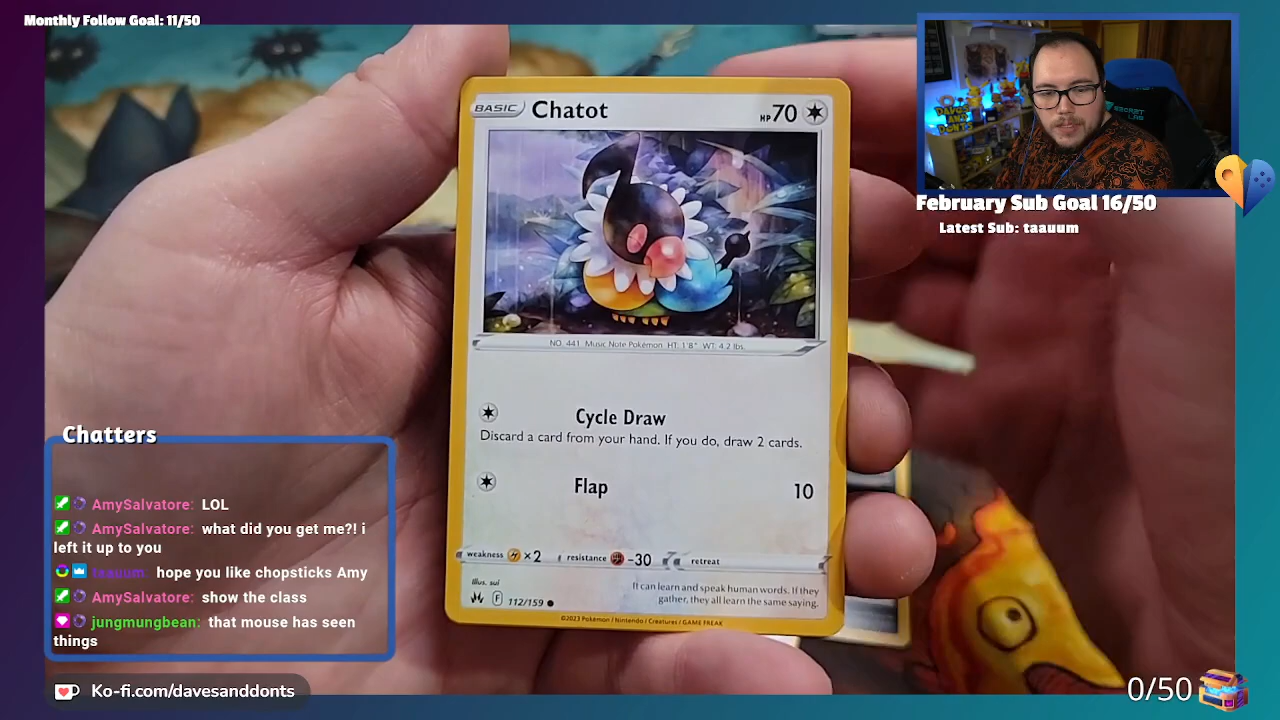 Monthly Follow Goal: 11/50
BASIC Chatot HP 70
NO. 441 Music Note Pokémon HT: 1'8" WT: 4.2 lbs.
Cycle Draw
Discard a card from your hand. If you do, draw 2 cards.
Flap 10
weakness ×2 resistance -30 retreat
Illus. sui
F 112/159
It can learn and speak human words. If they
gather, they all learn the same saying.
©2023 Pokémon / Nintendo / Creatures / GAME FREAK
DAVES
AND
DONTS
SECRET
LAB
February Sub Goal 16/50
Latest Sub: taauum
Chatters
AmySalvatore: LOL
AmySalvatore: what did you get me?! i
left it up to you
taauum: hope you like chopsticks Amy
AmySalvatore: show the class
jungmungbean: that mouse has seen
things
Ko-fi.com/davesanddonts
0/50